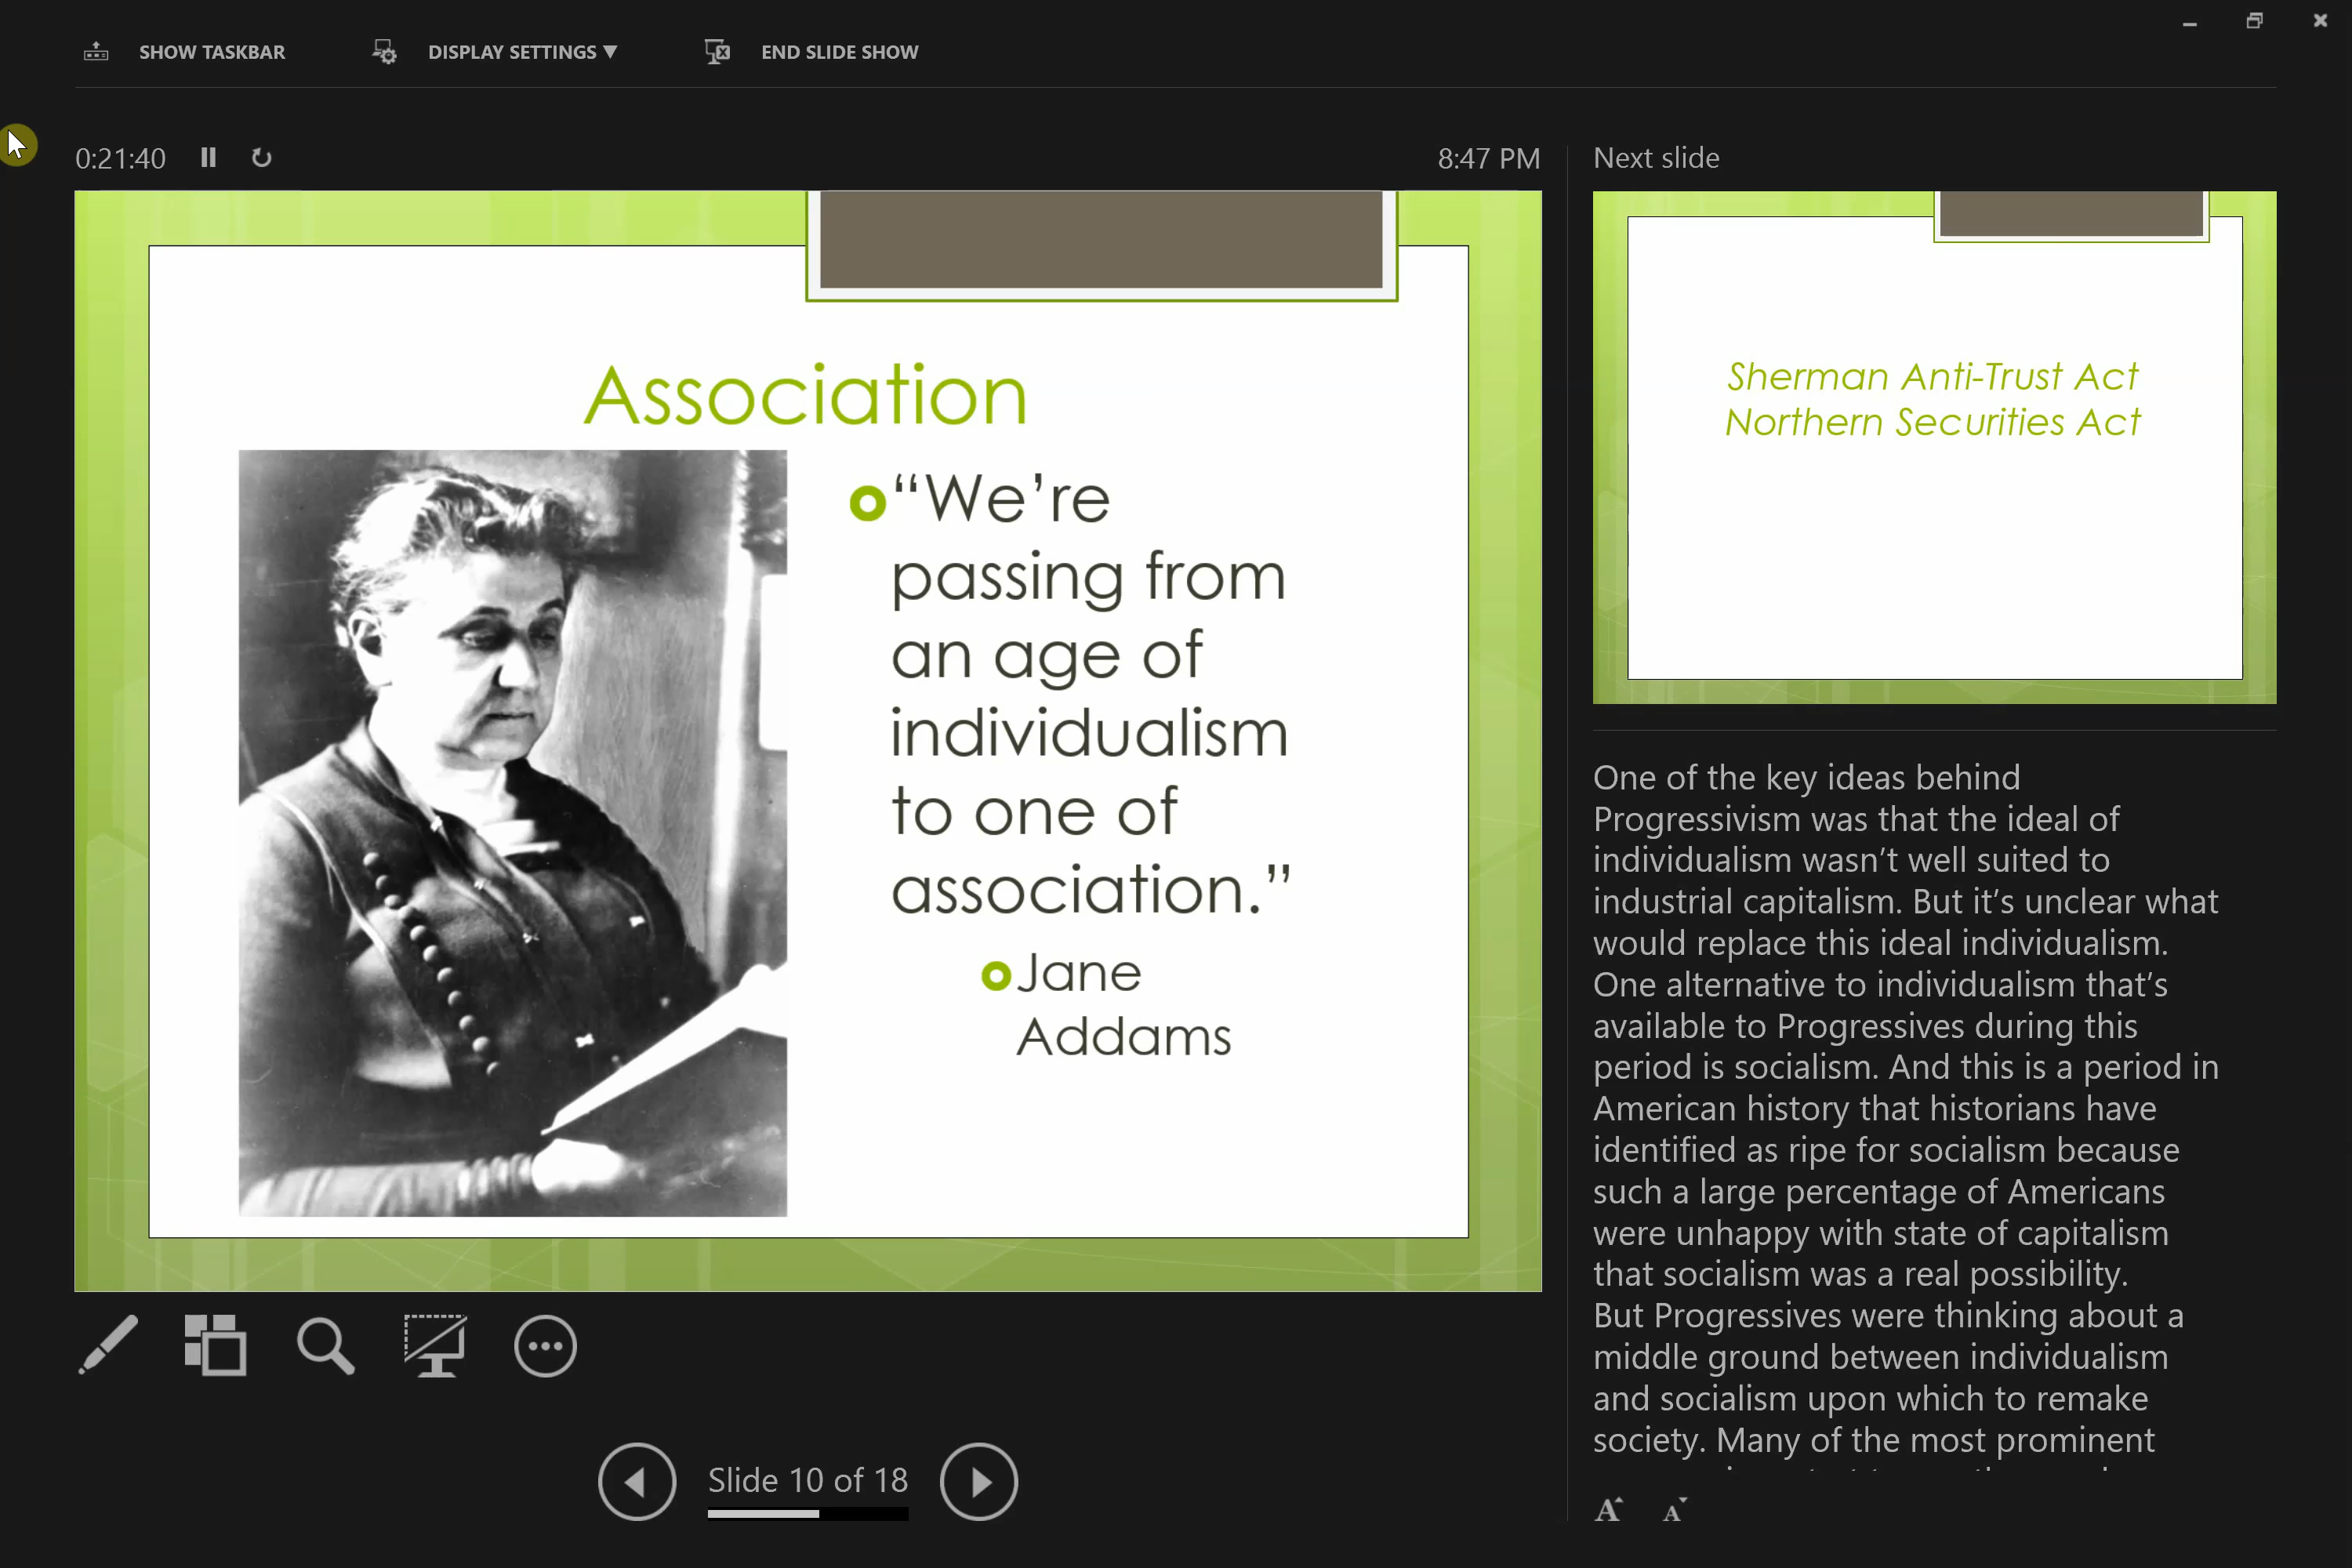 SHOW TASKBAR
DISPLAY SETTINGS ▼
END SLIDE SHOW
0:21:40
8:47 PM
Association
“We’re
passing from
an age of
individualism
to one of
association.”
Jane
Addams
Slide 10 of 18
Next slide
Sherman Anti-Trust Act
Northern Securities Act
One of the key ideas behind
Progressivism was that the ideal of
individualism wasn’t well suited to
industrial capitalism. But it’s unclear what
would replace this ideal individualism.
One alternative to individualism that’s
available to Progressives during this
period is socialism. And this is a period in
American history that historians have
identified as ripe for socialism because
such a large percentage of Americans
were unhappy with state of capitalism
that socialism was a real possibility.
But Progressives were thinking about a
middle ground between individualism
and socialism upon which to remake
society. Many of the most prominent
A A